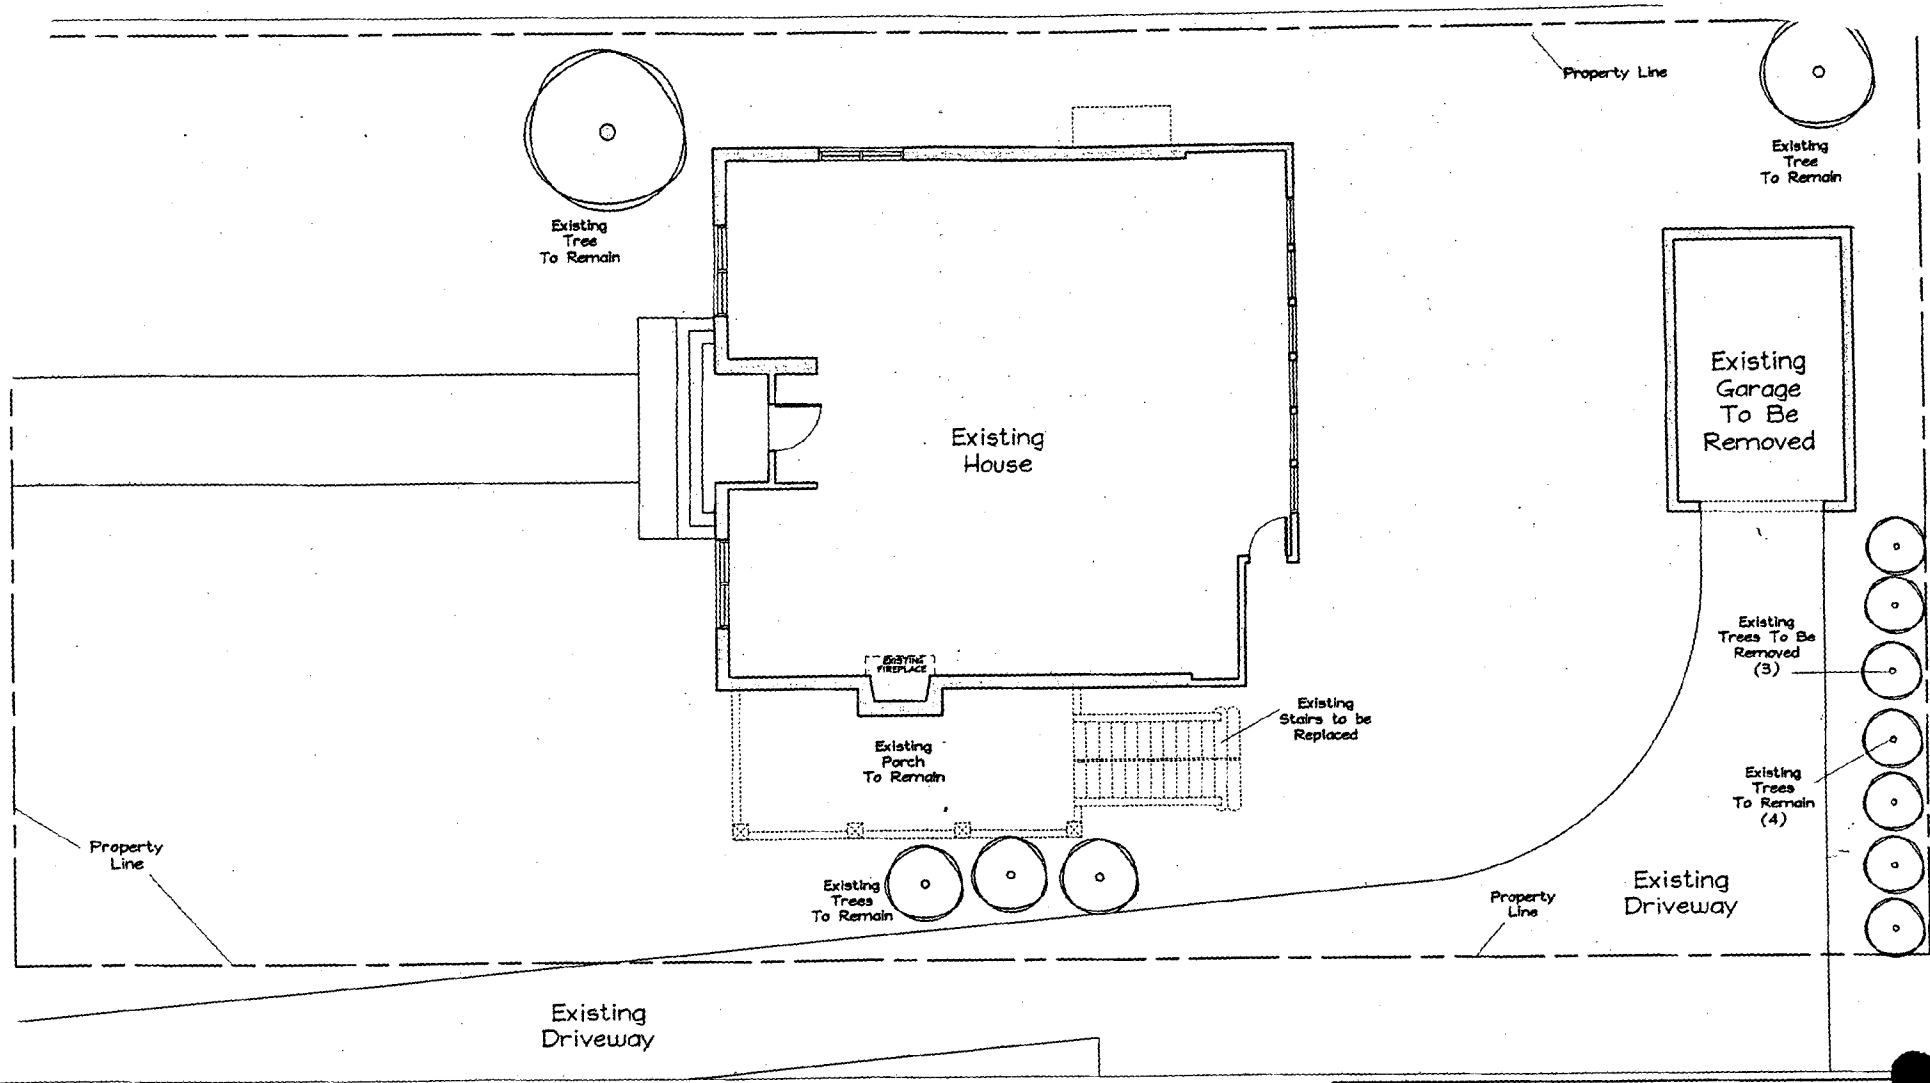 Property Line
Existing
Tree
To Remain
Existing
Tree
To Remain
Existing
Garage
To Be
Removed
Existing
House
Existing
Trees To Be
Removed
(3)
EXISTING
FIREPLACE
Existing
Stairs to be
Replaced
Existing
Porch
To Remain
Existing
Trees
To Remain
(4)
Property
Line
Existing
Trees
To Remain
Property
Line
Existing
Driveway
Existing
Driveway